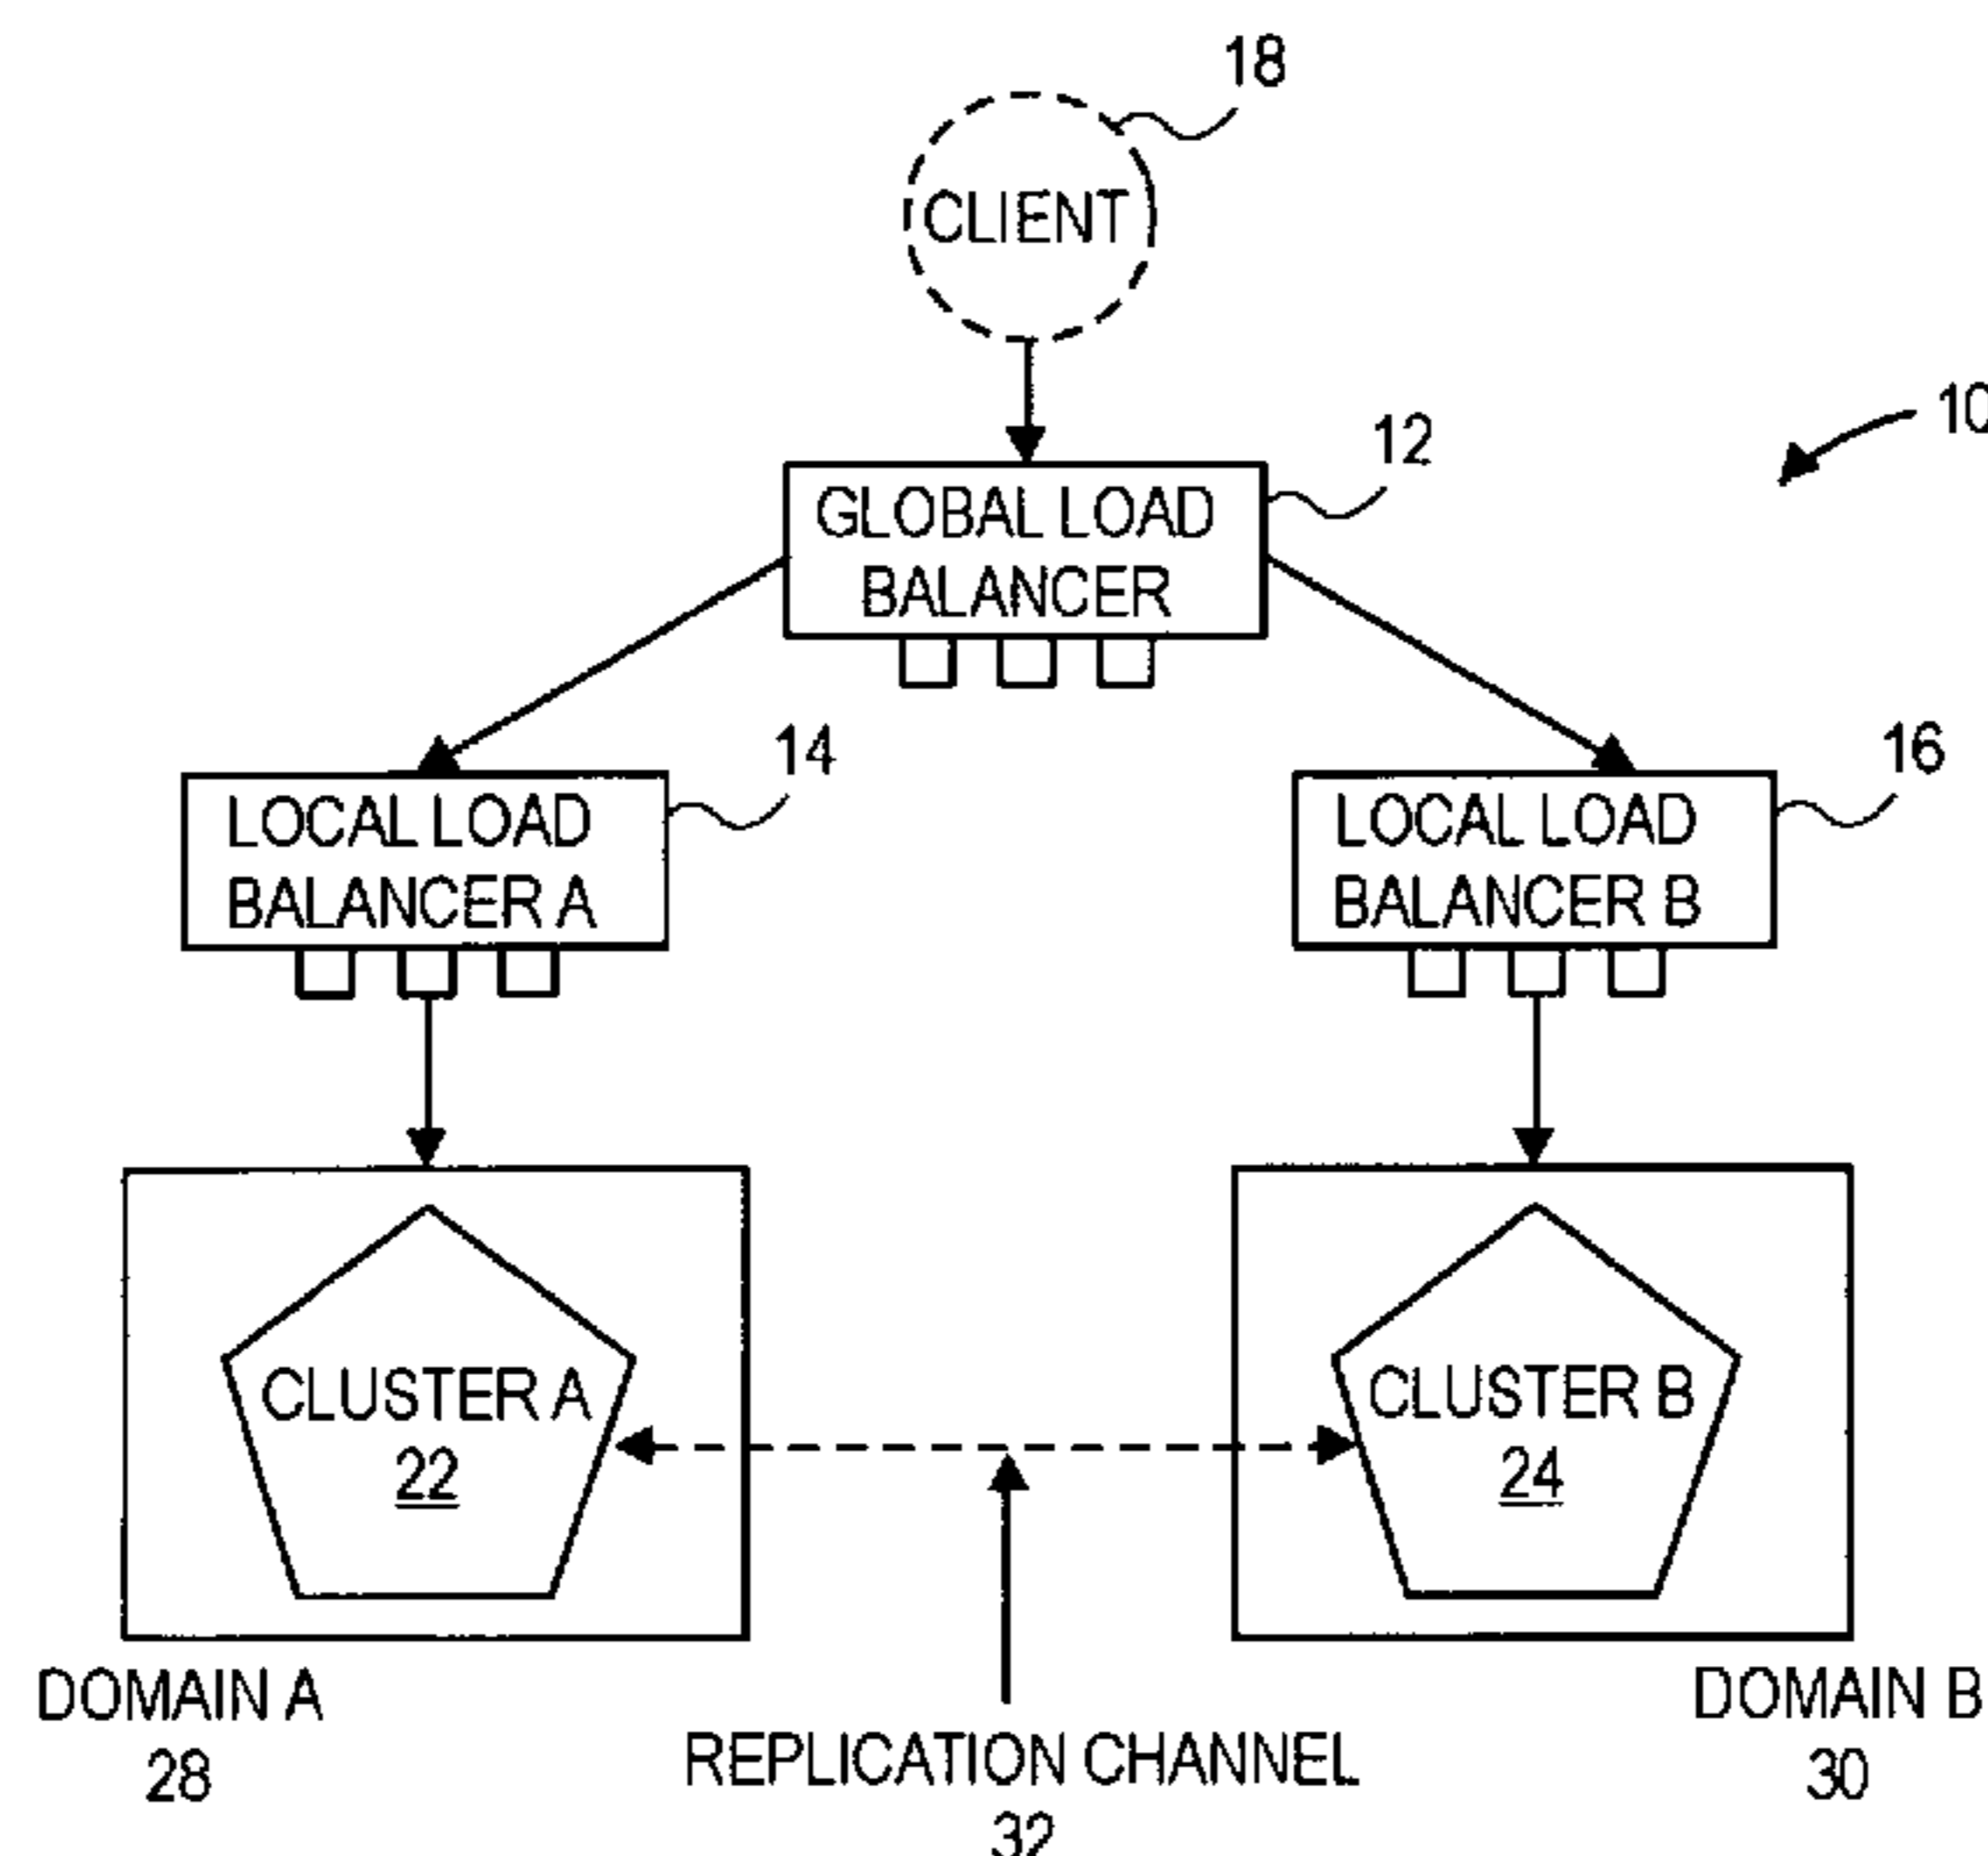 18
CLIENT
10
12
GLOBAL LOAD
BALANCER
14
16
LOCAL LOAD
BALANCER A
LOCAL LOAD
BALANCER B
CLUSTER A
22
CLUSTER B
24
DOMAIN A
28
REPLICATION CHANNEL
32
DOMAIN B
30